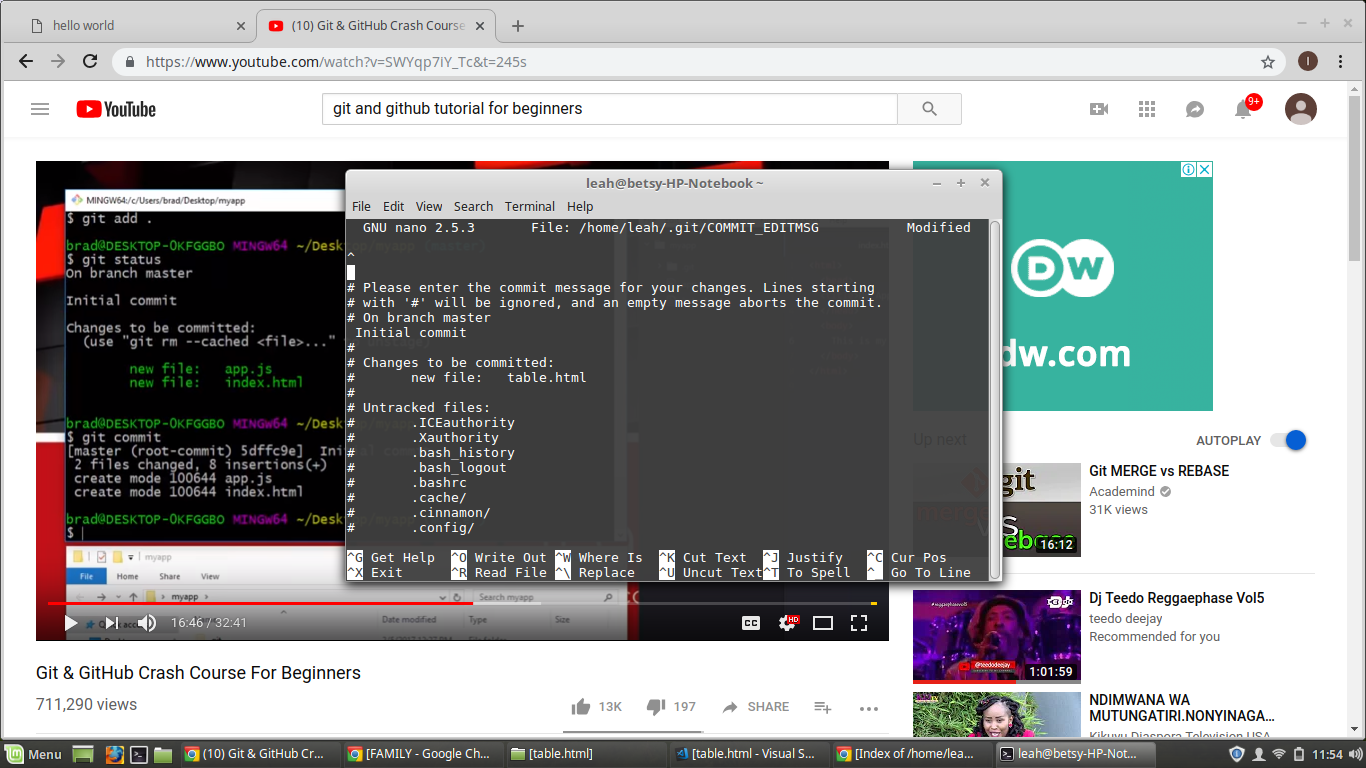 hello world
(10) Git & GitHub Crash Course
https://www.youtube.com/watch?v=SWYqp7iY_Tc&t=245s
YouTube
git and github tutorial for beginners
9+
MINGW64:/c/Users/brad/Desktop/myapp
$ git add .
brad@DESKTOP-0KFGGBO MINGW64 ~/Desktop/myapp (master)
$ git status
On branch master
Initial commit
Changes to be committed:
(use "git rm --cached <file>..."
new file: app.js
new file: index.html
brad@DESKTOP-0KFGGBO MINGW64 ~/Desk
$ git commit
[master (root-commit) 5dffc9e] Ini
2 files changed, 8 insertions(+)
create mode 100644 app.js
create mode 100644 index.html
brad@DESKTOP-0KFGGBO MINGW64 ~/Desk
$
myapp
File Home Share View
myapp
Search myapp
Date modified Type Size
16:46 / 32:41
HD
leah@betsy-HP-Notebook ~
File Edit View Search Terminal Help
GNU nano 2.5.3 File: /home/leah/.git/COMMIT_EDITMSG Modified
^
# Please enter the commit message for your changes. Lines starting
# with '#' will be ignored, and an empty message aborts the commit.
# On branch master
Initial commit
#
# Changes to be committed:
# new file: table.html
#
# Untracked files:
# .ICEauthority
# .Xauthority
# .bash_history
# .bash_logout
# .bashrc
# .cache/
# .cinnamon/
# .config/
^G Get Help ^O Write Out ^W Where Is ^K Cut Text ^J Justify ^C Cur Pos
^X Exit ^R Read File ^\ Replace ^U Uncut Text ^T To Spell ^_ Go To Line
DW
dw.com
Up next
AUTOPLAY
git
16:12
Git MERGE vs REBASE
Academind
31K views
@teedodeejay
1:01:59
Dj Teedo Reggaephase Vol5
teedo deejay
Recommended for you
NDIMWANA WA
MUTUNGATIRI.NONYINAGA...
Kikuyu Diaspora Television USA
Git & GitHub Crash Course For Beginners
711,290 views
13K
197
SHARE
Menu
(10) Git & GitHub Cr...
[FAMILY - Google Ch...
[table.html]
[table.html - Visual S...
[Index of /home/lea...
leah@betsy-HP-Not...
11:54